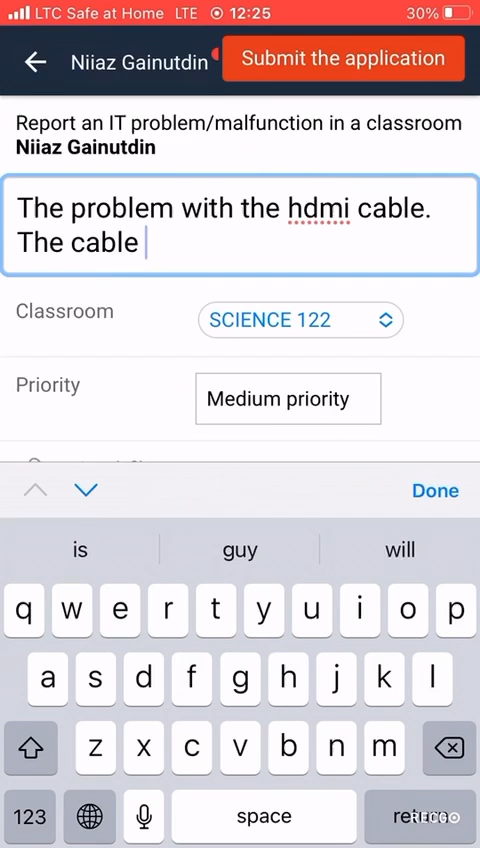 LTC Safe at Home LTE 12:25 30%
Niiaz Gainutdin Submit the application
Report an IT problem/malfunction in a classroom
Niiaz Gainutdin
The problem with the hdmi cable.
The cable
Classroom SCIENCE 122
Priority Medium priority
Done
is guy will
q w e r t y u i o p
a s d f g h j k l
z x c v b n m
123 space return
RECGO